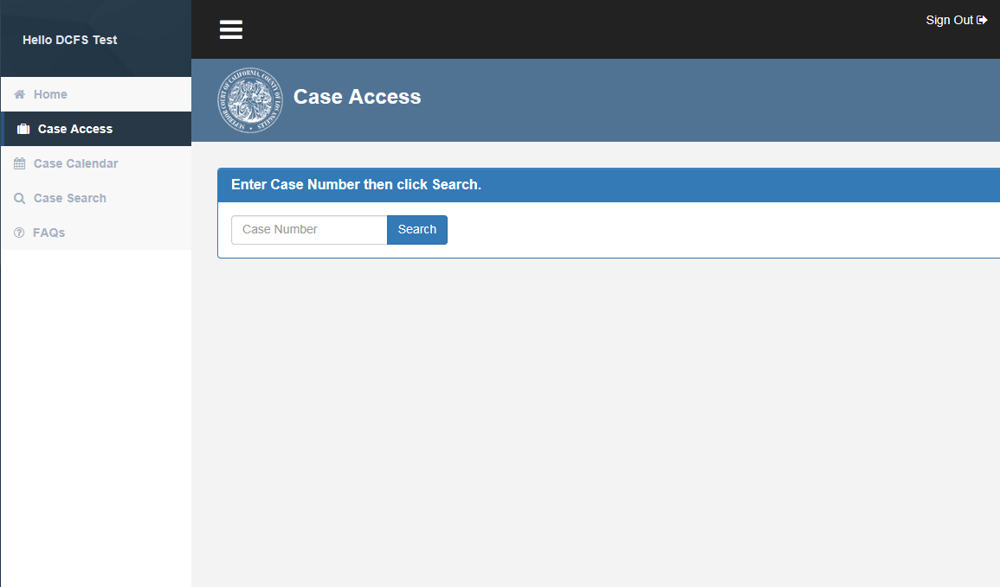 Hello DCFS Test
Sign Out
Home
Case Access
Case Calendar
Case Search
FAQs
SUPERIOR COURT OF CALIFORNIA, COUNTY OF LOS ANGELES
Case Access
Enter Case Number then click Search.
Case Number
Search